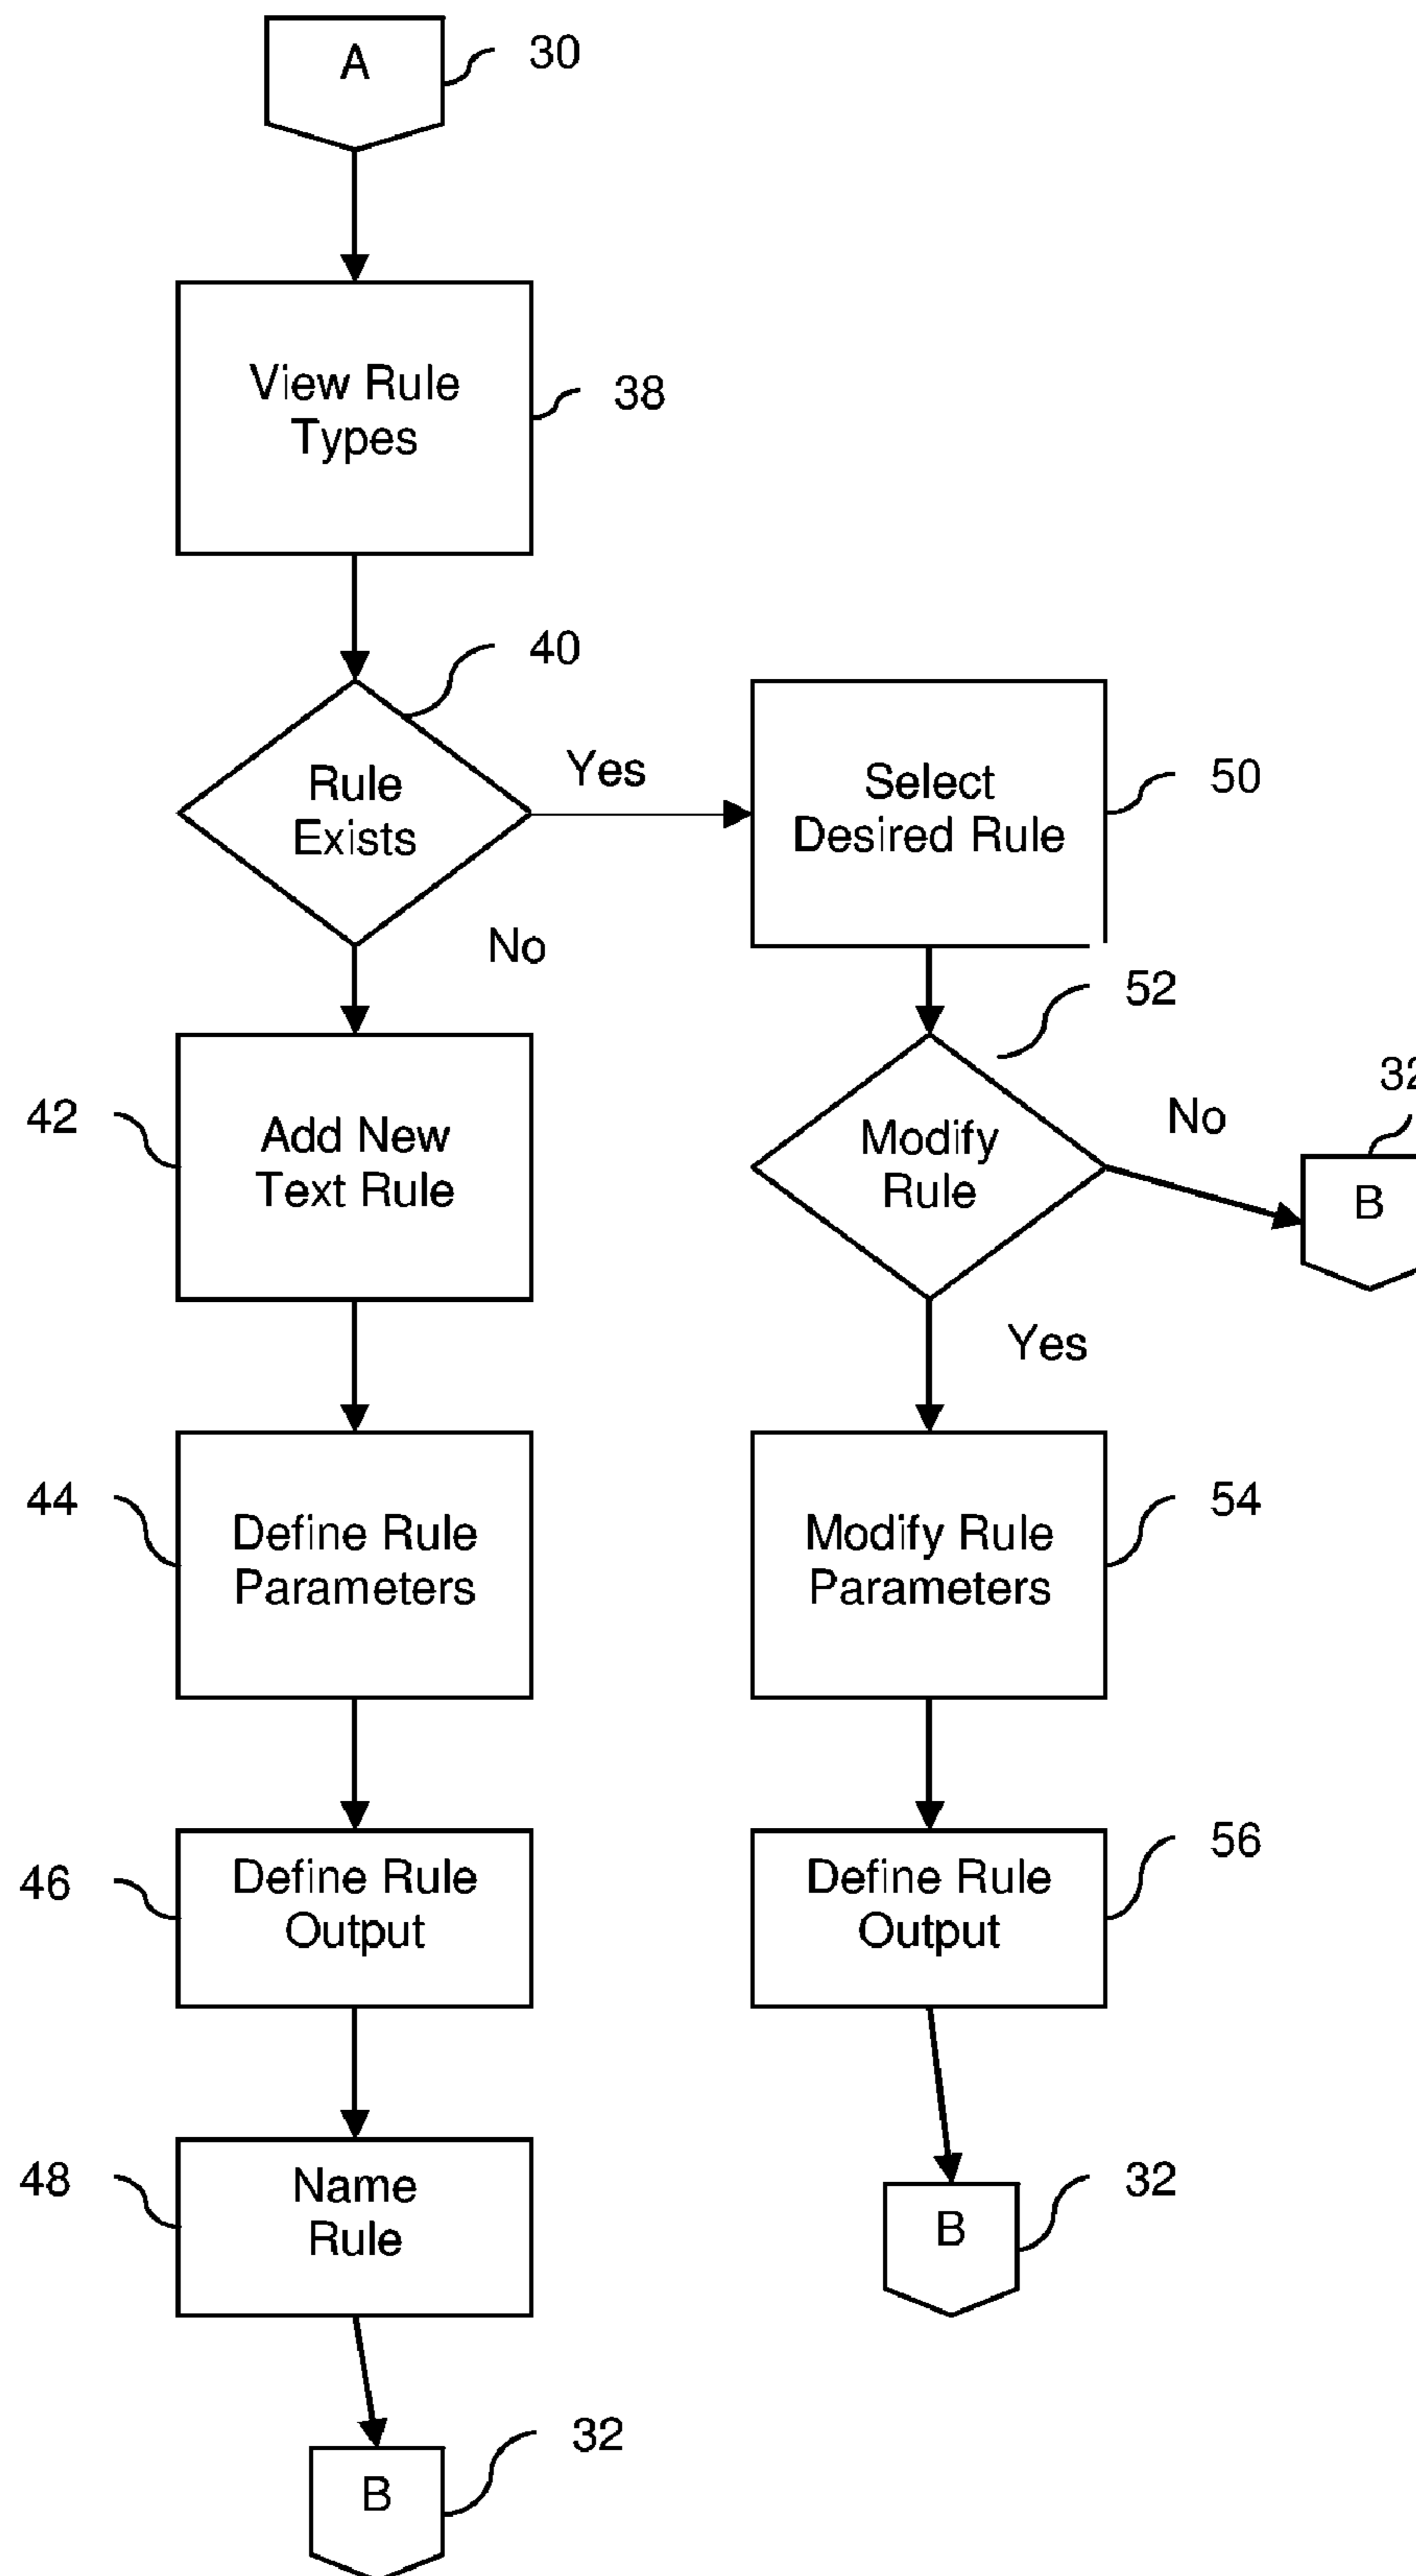 A
30
View Rule
Types
38
40
Rule
Exists
Yes
Select
Desired Rule
50
No
52
42
Add New
Text Rule
Modify
Rule
No
32
B
Yes
44
Define Rule
Parameters
Modify Rule
Parameters
54
46
Define Rule
Output
Define Rule
Output
56
48
Name
Rule
B
32
B
32